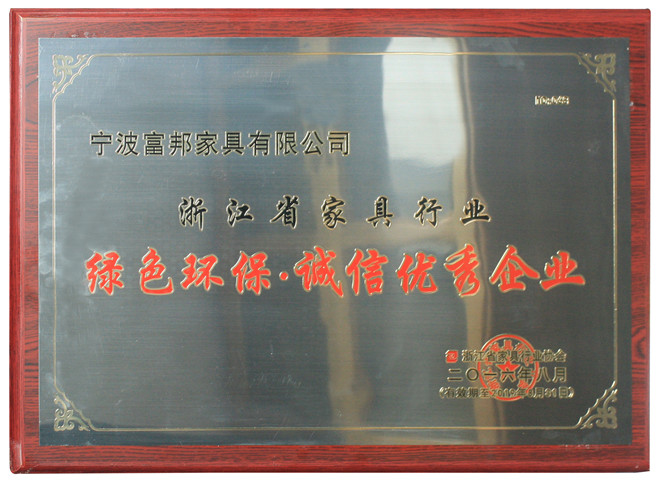 宁波富邦家具有限公司
浙江省家具行业
绿色环保·诚信优秀企业
浙江省家具行业协会
二〇一六年八月